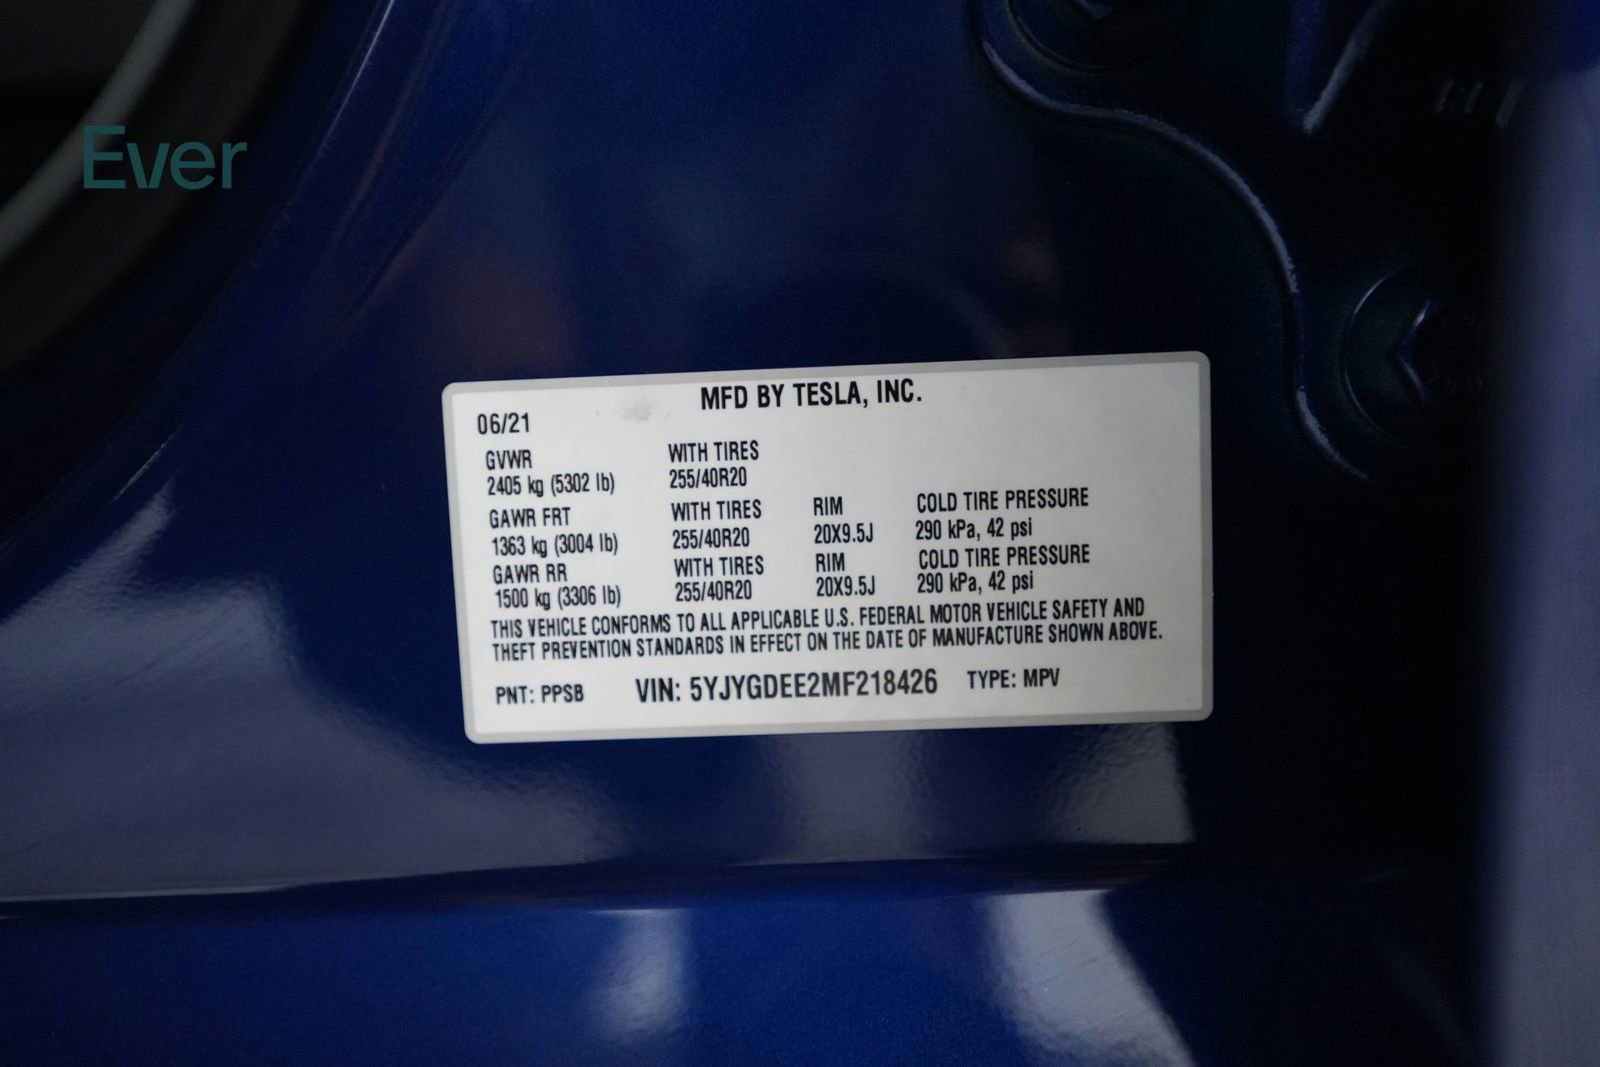 Ever
MFD BY TESLA, INC.
06/21
GVWR WITH TIRES
2405 kg (5302 lb) 255/40R20
GAWR FRT WITH TIRES RIM COLD TIRE PRESSURE
1363 kg (3004 lb) 255/40R20 20X9.5J 290 kPa, 42 psi
GAWR RR WITH TIRES RIM COLD TIRE PRESSURE
1500 kg (3306 lb) 255/40R20 20X9.5J 290 kPa, 42 psi
THIS VEHICLE CONFORMS TO ALL APPLICABLE U.S. FEDERAL MOTOR VEHICLE SAFETY AND
THEFT PREVENTION STANDARDS IN EFFECT ON THE DATE OF MANUFACTURE SHOWN ABOVE.
PNT: PPSB VIN: 5YJYGDEE2MF218426 TYPE: MPV